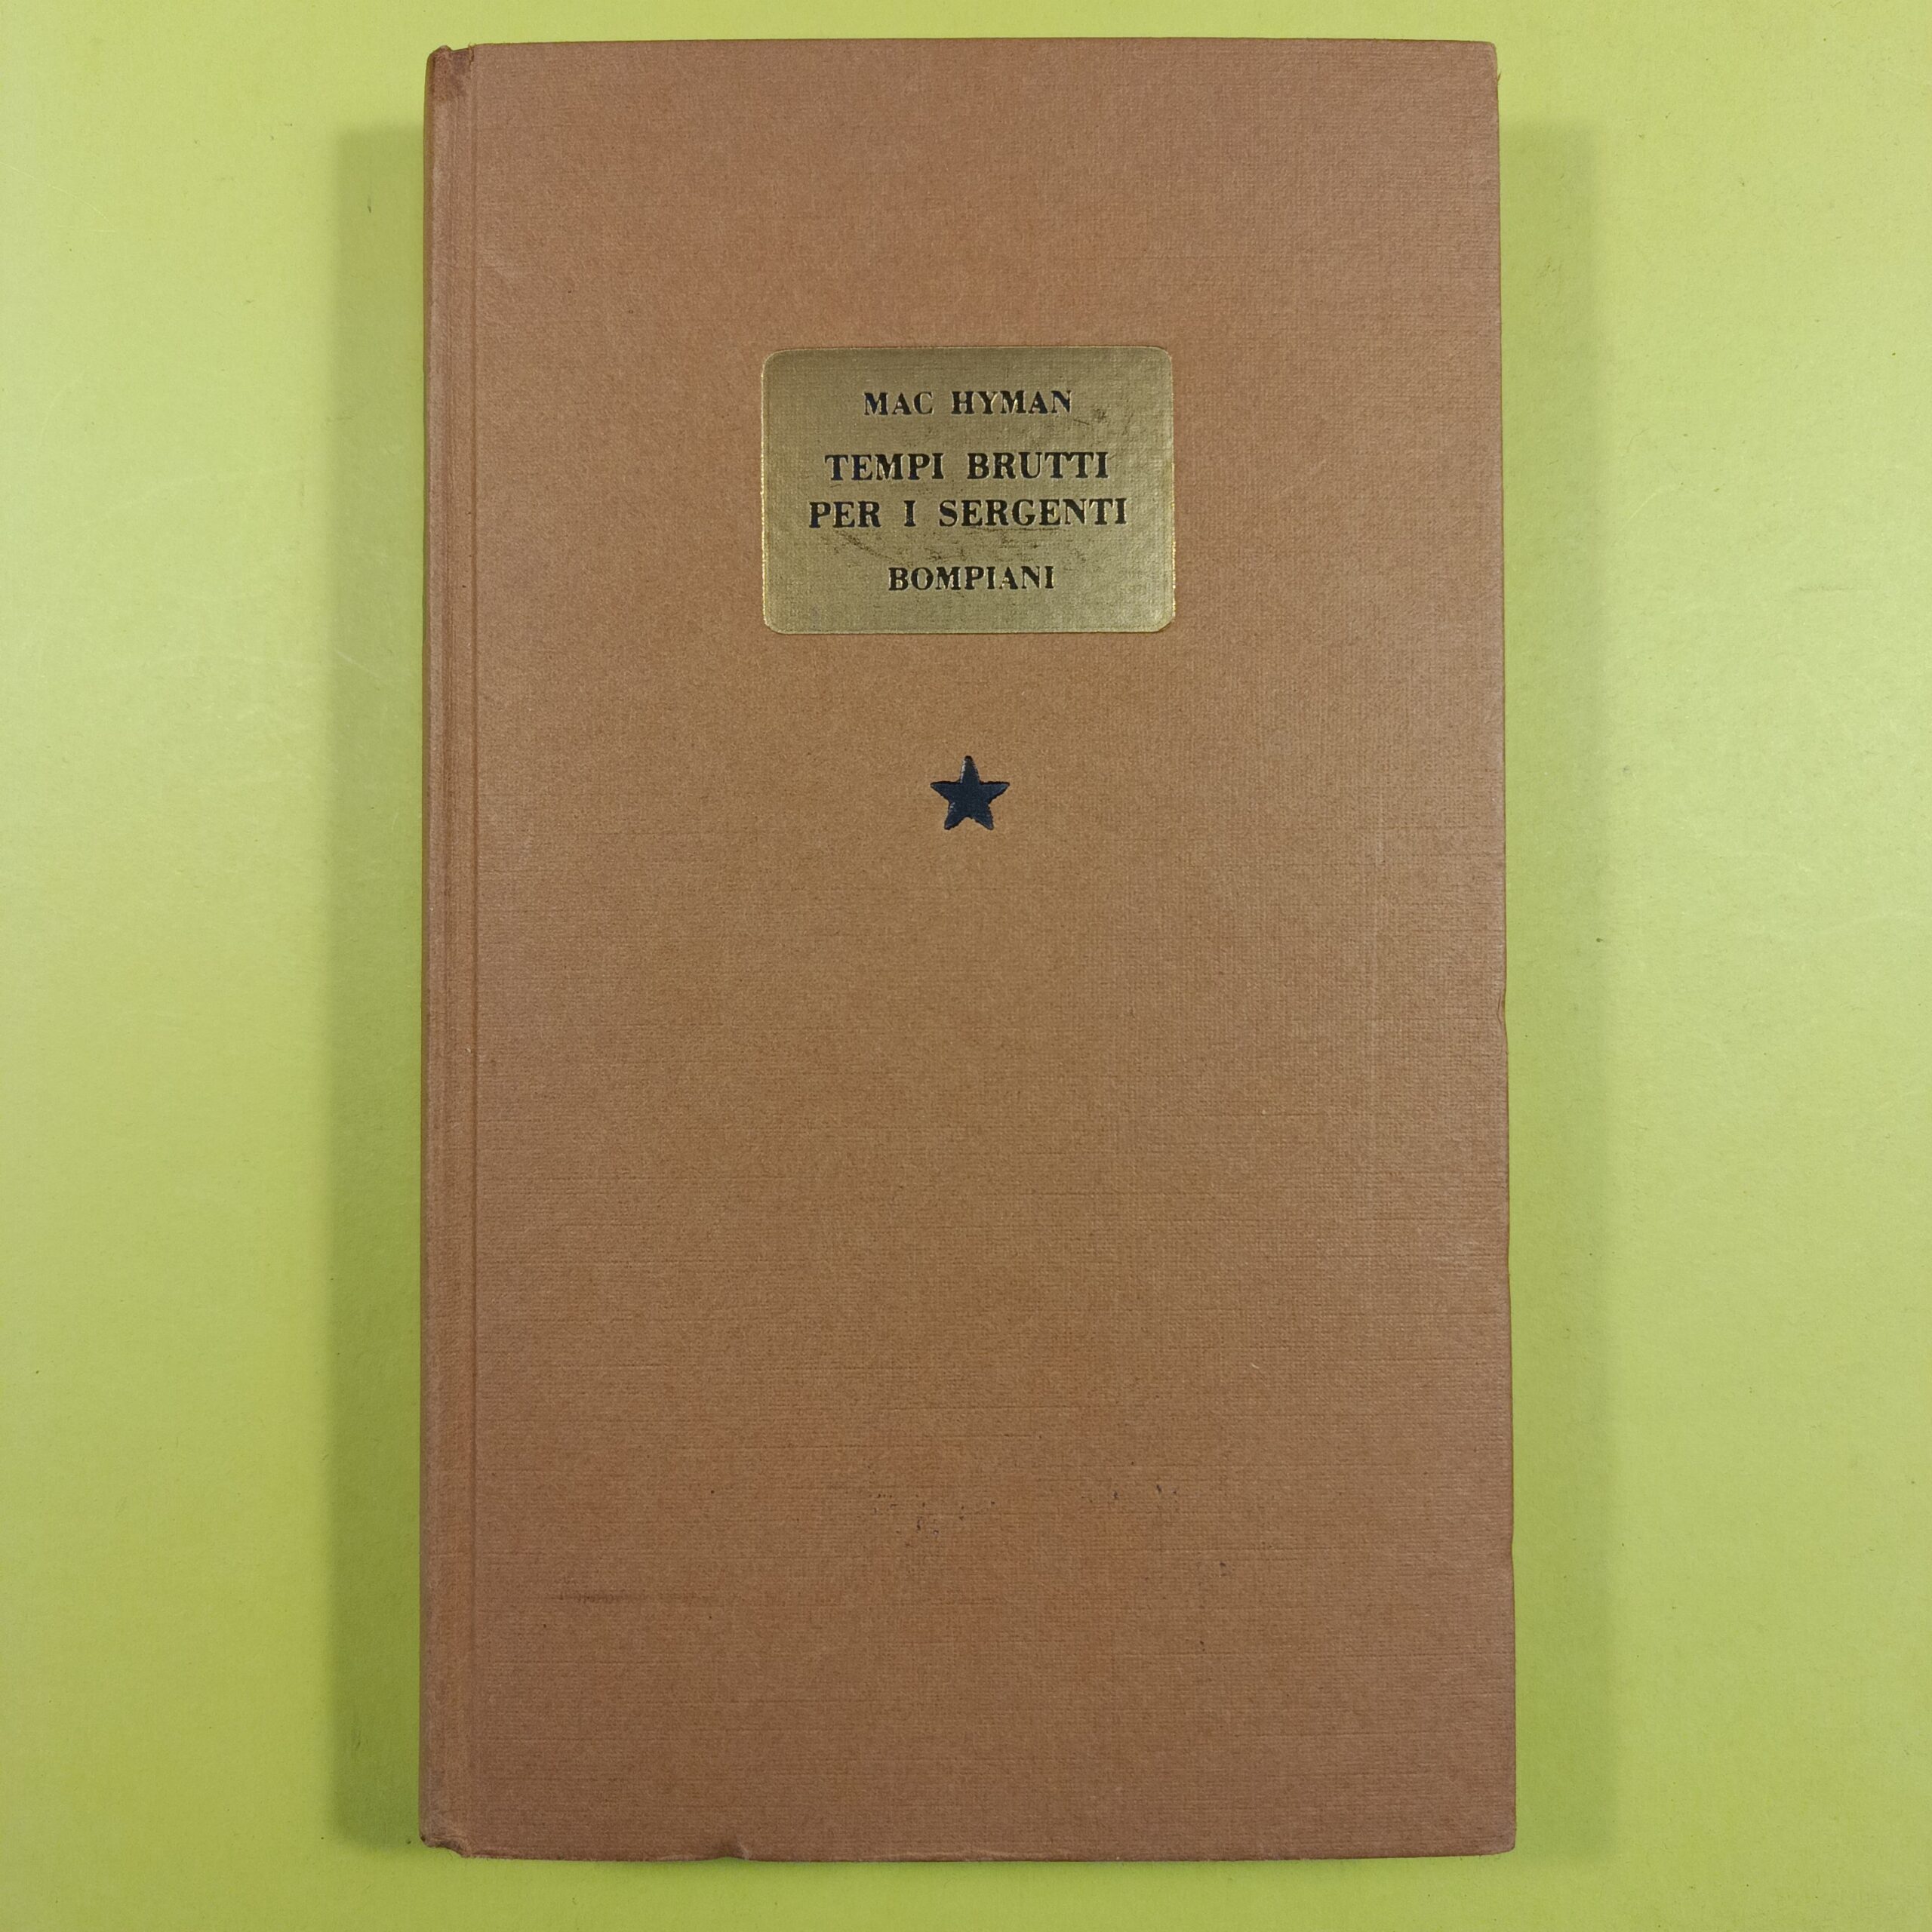 MAC HYMAN
TEMPI BRUTTI
PER I SERGENTI
BOMPIANI